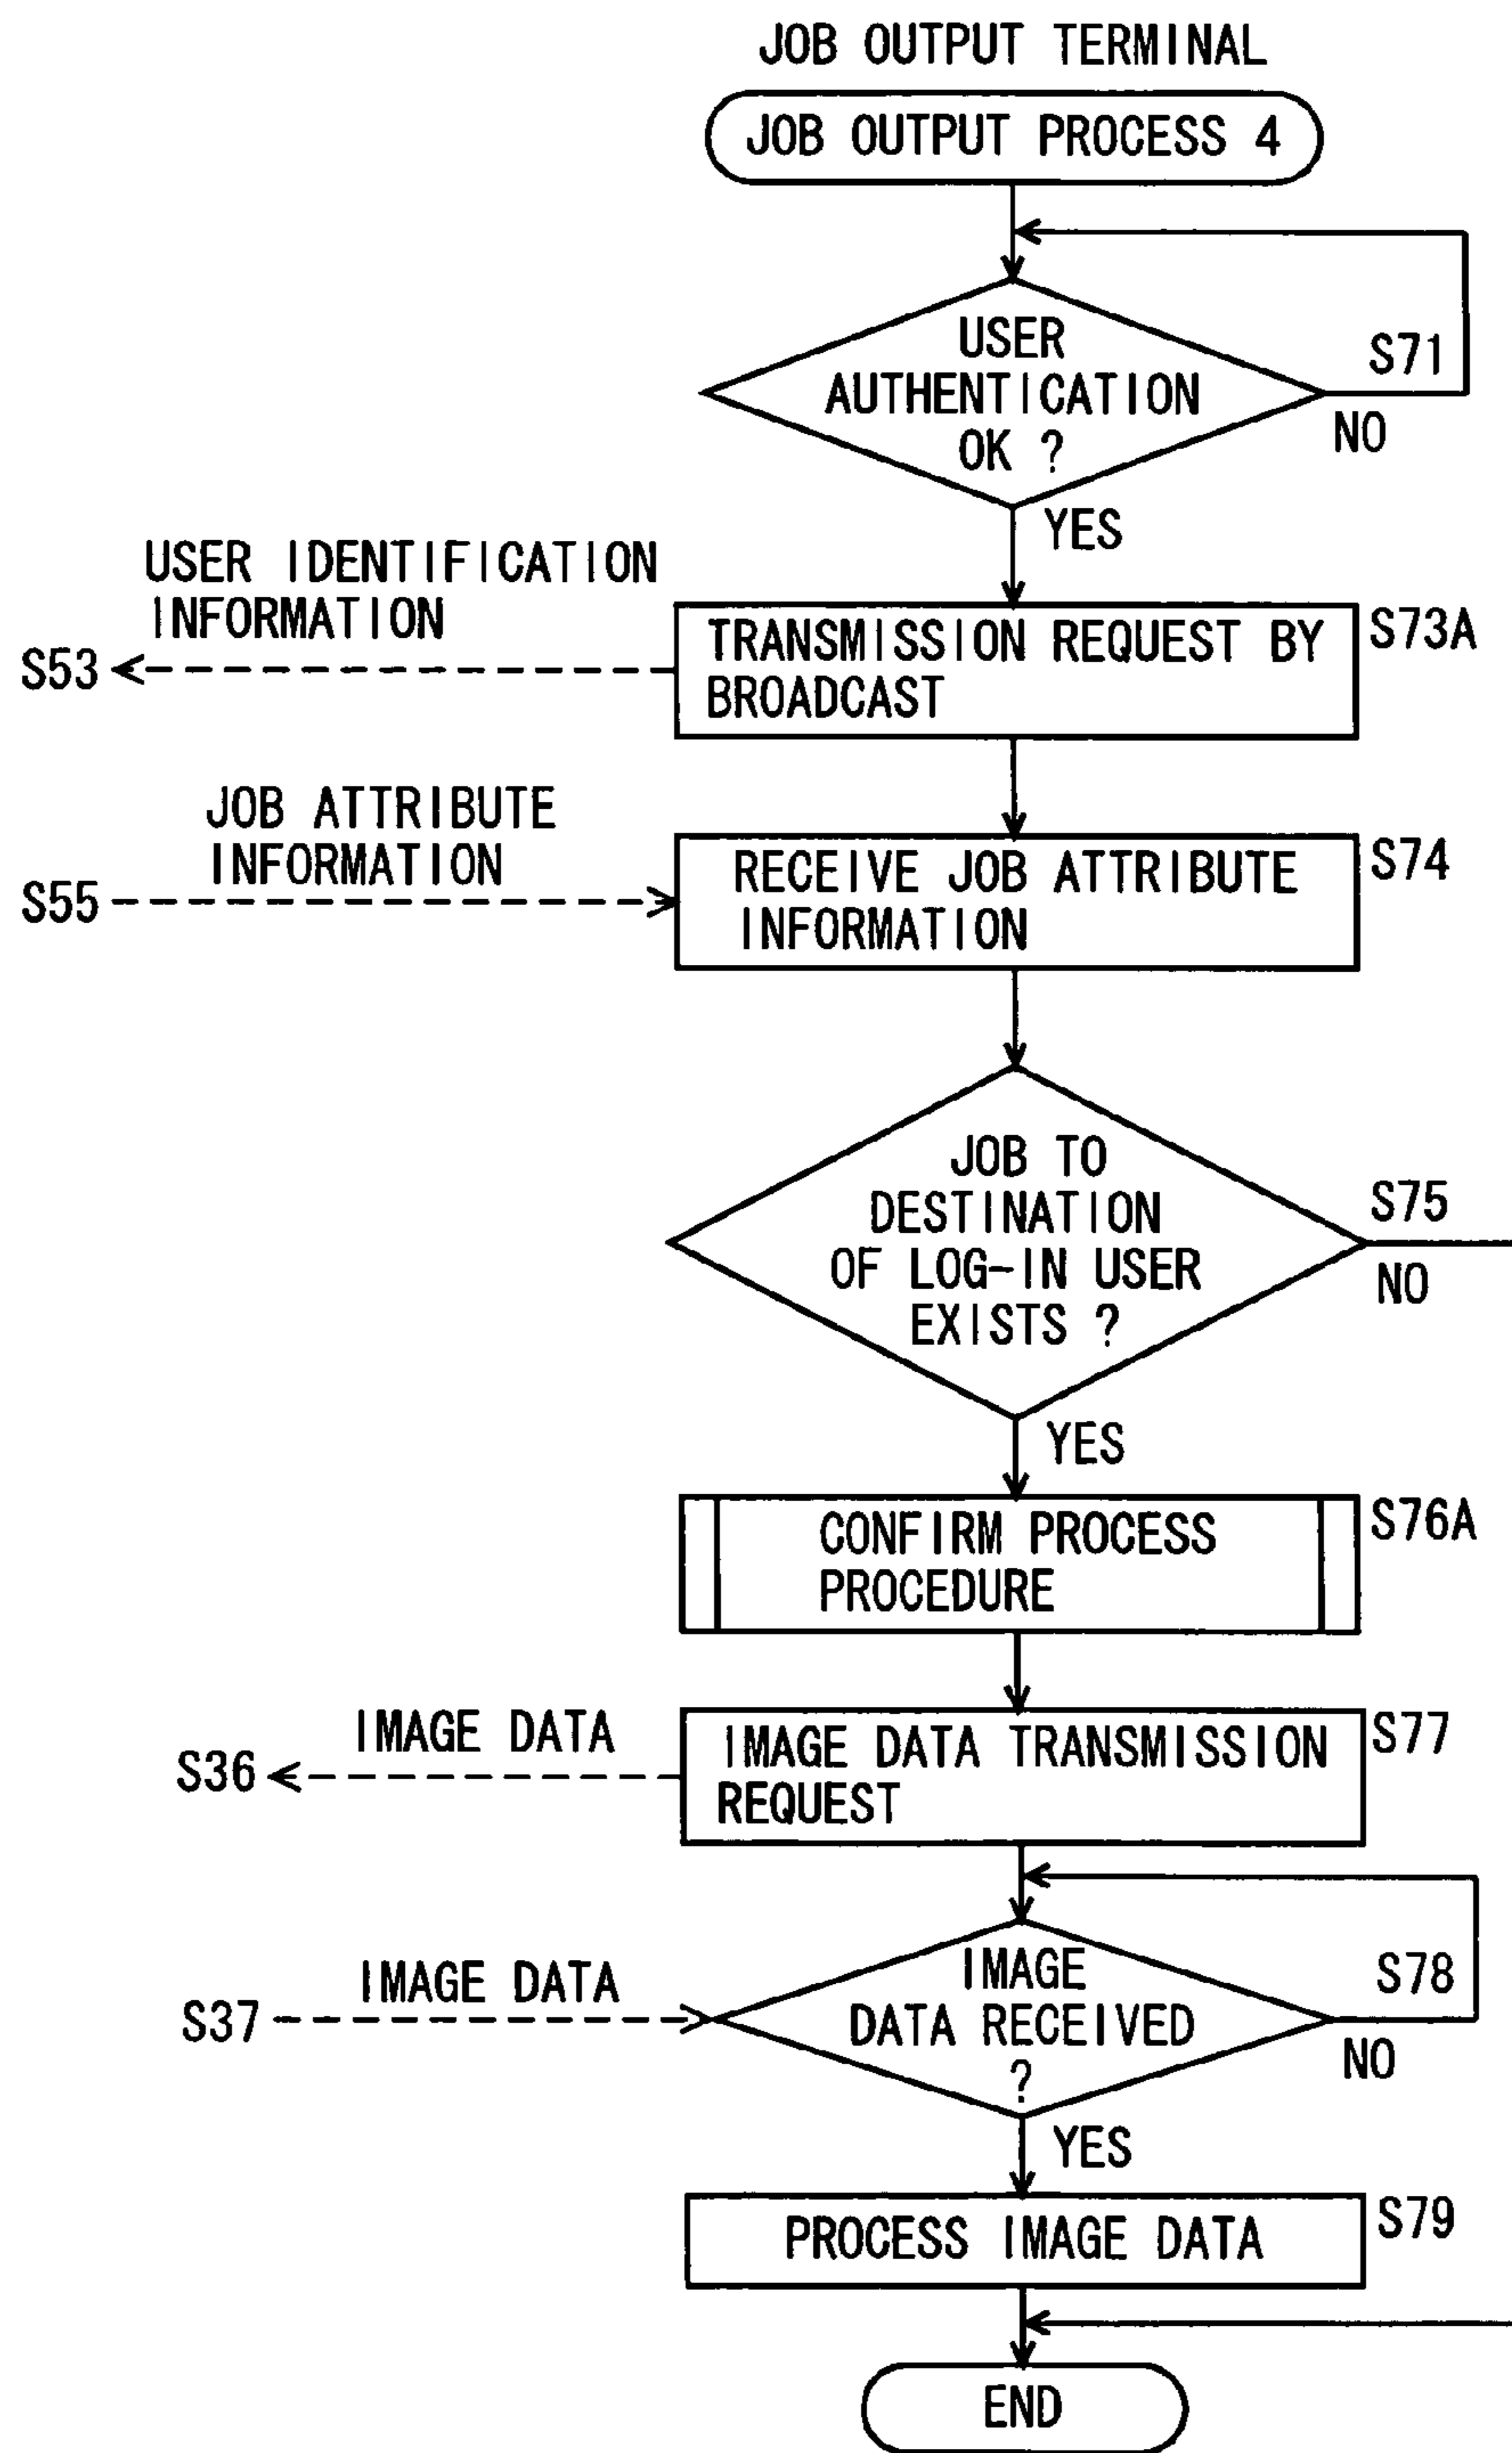 JOB OUTPUT TERMINAL
JOB OUTPUT PROCESS 4
USER
AUTHENTICATION
OK ?
S71
NO
YES
USER IDENTIFICATION
INFORMATION
S53
TRANSMISSION REQUEST BY
BROADCAST
S73A
JOB ATTRIBUTE
INFORMATION
S55
RECEIVE JOB ATTRIBUTE
INFORMATION
S74
JOB TO
DESTINATION
OF LOG-IN USER
EXISTS ?
S75
NO
YES
CONFIRM PROCESS
PROCEDURE
S76A
IMAGE DATA
S36
IMAGE DATA TRANSMISSION
REQUEST
S77
IMAGE DATA
S37
IMAGE
DATA RECEIVED
?
S78
NO
YES
PROCESS IMAGE DATA
S79
END